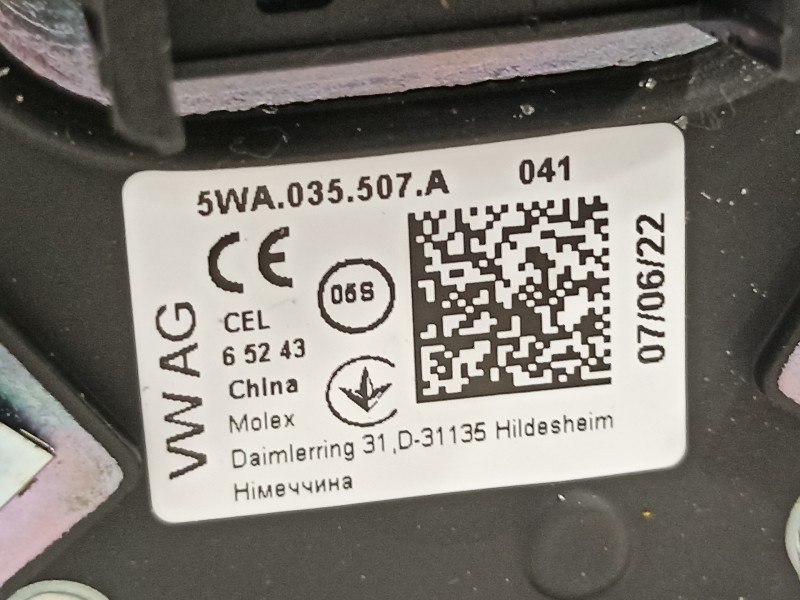 5WA.035.507.A 041
CE
05S
VW AG
CEL
6 52 43
China
Molex
Daimlerring 31,D-31135 Hildesheim
Німеччина
07/06/22